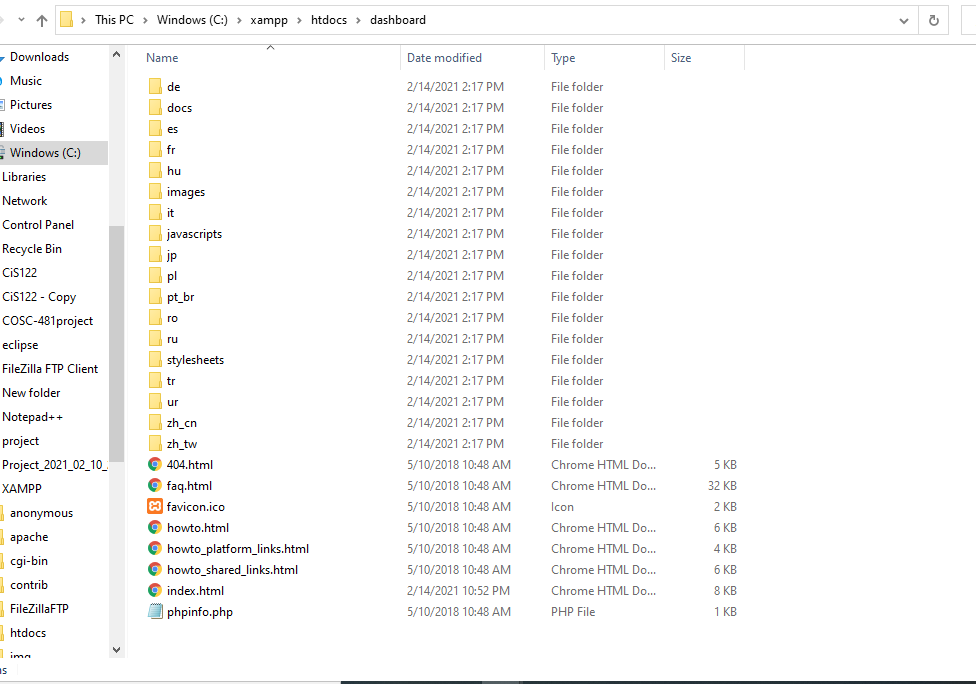 This PC > Windows (C:) > xampp > htdocs > dashboard
Downloads
Music
Pictures
Videos
Windows (C:)
Libraries
Network
Control Panel
Recycle Bin
CiS122
CiS122 - Copy
COSC-481project
eclipse
FileZilla FTP Client
New folder
Notepad++
project
Project_2021_02_10_
XAMPP
anonymous
apache
cgi-bin
contrib
FileZillaFTP
htdocs
img
Name Date modified Type Size
de 2/14/2021 2:17 PM File folder
docs 2/14/2021 2:17 PM File folder
es 2/14/2021 2:17 PM File folder
fr 2/14/2021 2:17 PM File folder
hu 2/14/2021 2:17 PM File folder
images 2/14/2021 2:17 PM File folder
it 2/14/2021 2:17 PM File folder
javascripts 2/14/2021 2:17 PM File folder
jp 2/14/2021 2:17 PM File folder
pl 2/14/2021 2:17 PM File folder
pt_br 2/14/2021 2:17 PM File folder
ro 2/14/2021 2:17 PM File folder
ru 2/14/2021 2:17 PM File folder
stylesheets 2/14/2021 2:17 PM File folder
tr 2/14/2021 2:17 PM File folder
ur 2/14/2021 2:17 PM File folder
zh_cn 2/14/2021 2:17 PM File folder
zh_tw 2/14/2021 2:17 PM File folder
404.html 5/10/2018 10:48 AM Chrome HTML Do... 5 KB
faq.html 5/10/2018 10:48 AM Chrome HTML Do... 32 KB
favicon.ico 5/10/2018 10:48 AM Icon 2 KB
howto.html 5/10/2018 10:48 AM Chrome HTML Do... 6 KB
howto_platform_links.html 5/10/2018 10:48 AM Chrome HTML Do... 4 KB
howto_shared_links.html 5/10/2018 10:48 AM Chrome HTML Do... 6 KB
index.html 2/14/2021 10:52 PM Chrome HTML Do... 8 KB
phpinfo.php 5/10/2018 10:48 AM PHP File 1 KB